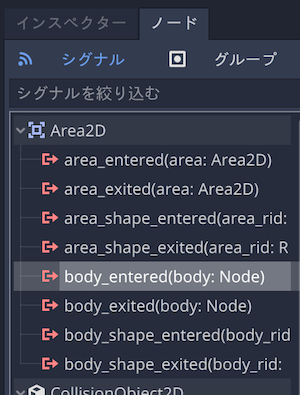 インスペクター ノード
シグナル グループ
シグナルを絞り込む
Area2D
area_entered(area: Area2D)
area_exited(area: Area2D)
area_shape_entered(area_rid:
area_shape_exited(area_rid: R
body_entered(body: Node)
body_exited(body: Node)
body_shape_entered(body_rid
body_shape_exited(body_rid:
CollisionObject2D